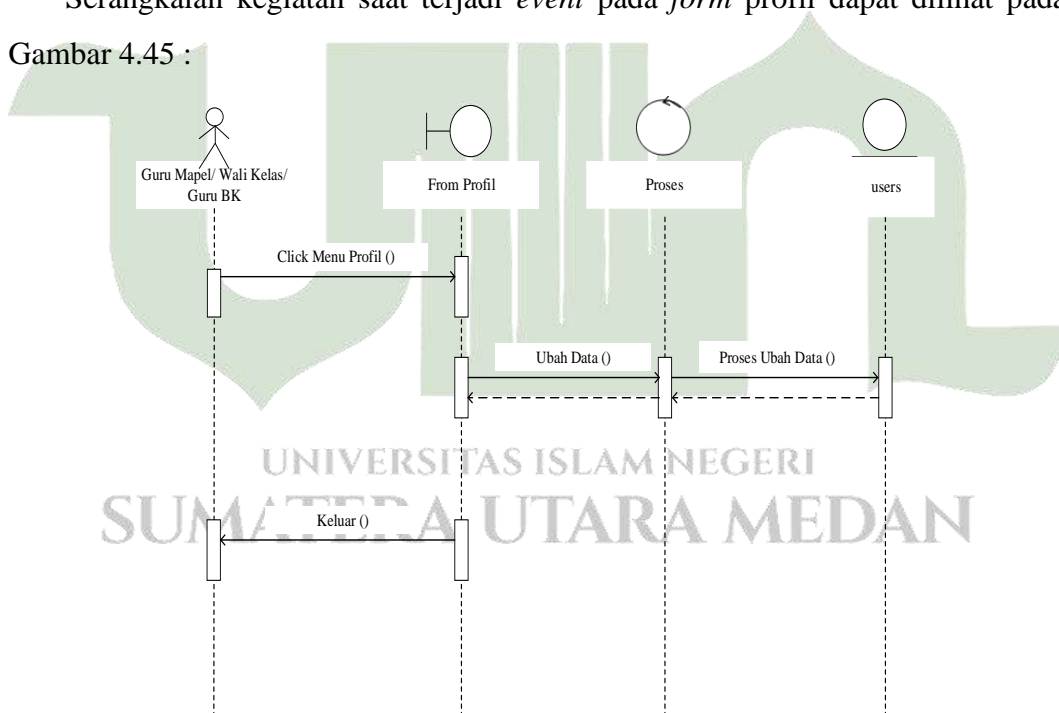 Serangkaian kegiatan saat terjadi event pada form profil dapat dilihat pada
Gambar 4.45 :
Guru Mapel/ Wali Kelas/
Guru BK
From Profil
Proses
users
Click Menu Profil ()
Ubah Data ()
Proses Ubah Data ()
UNIVERSITAS ISLAM NEGERI
SUMATERA UTARA MEDAN
Keluar ()